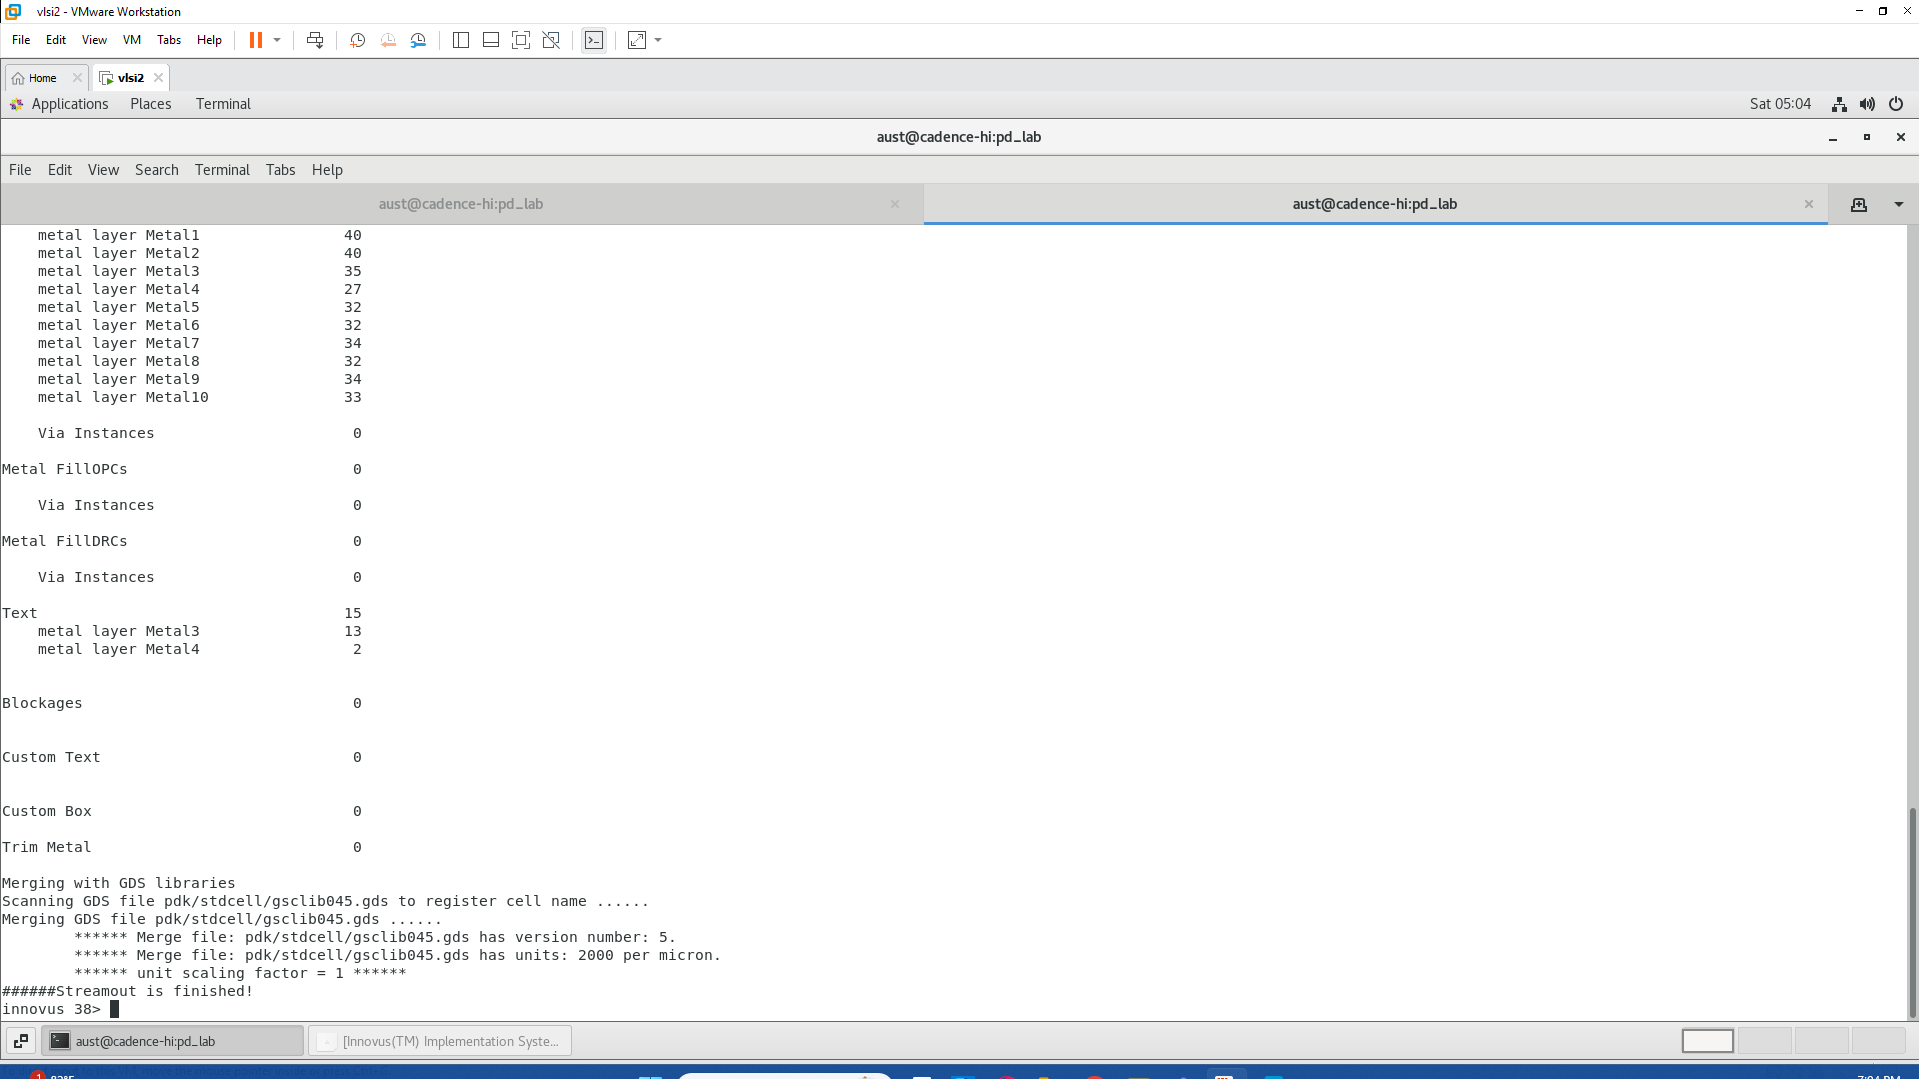 vlsi2 - VMware Workstation
File Edit View VM Tabs Help
Home vlsi2
Applications Places Terminal Sat 05:04
aust@cadence-hi:pd_lab
File Edit View Search Terminal Tabs Help
aust@cadence-hi:pd_lab aust@cadence-hi:pd_lab
metal layer Metal1 40
metal layer Metal2 40
metal layer Metal3 35
metal layer Metal4 27
metal layer Metal5 32
metal layer Metal6 32
metal layer Metal7 34
metal layer Metal8 32
metal layer Metal9 34
metal layer Metal10 33
Via Instances 0
Metal FillOPCs 0
Via Instances 0
Metal FillDRCs 0
Via Instances 0
Text 15
metal layer Metal3 13
metal layer Metal4 2
Blockages 0
Custom Text 0
Custom Box 0
Trim Metal 0
Merging with GDS libraries
Scanning GDS file pdk/stdcell/gsclib045.gds to register cell name ......
Merging GDS file pdk/stdcell/gsclib045.gds ......
****** Merge file: pdk/stdcell/gsclib045.gds has version number: 5.
****** Merge file: pdk/stdcell/gsclib045.gds has units: 2000 per micron.
****** unit scaling factor = 1 ******
######Streamout is finished!
innovus 38>
aust@cadence-hi:pd_lab [Innovus(TM) Implementation Syste...